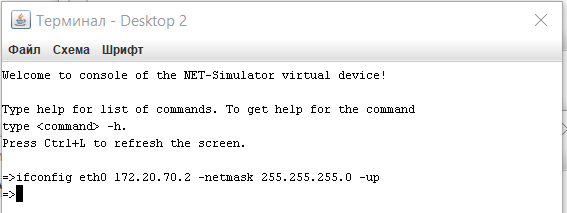 Терминал - Desktop 2
Файл Схема Шрифт
Welcome to console of the NET-Simulator virtual device!
Type help for list of commands. To get help for the command
type <command> -h.
Press Ctrl+L to refresh the screen.
=>ifconfig eth0 172.20.70.2 -netmask 255.255.255.0 -up
=>